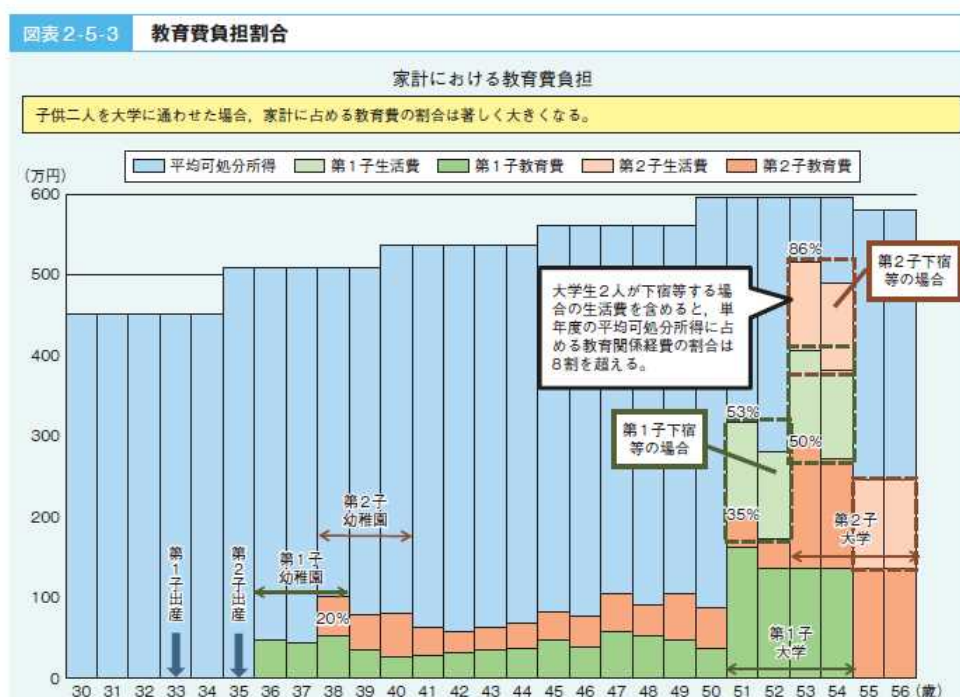 図表2-5-3 教育費負担割合
家計における教育費負担
子供二人を大学に通わせた場合，家計に占める教育費の割合は著しく大きくなる。
平均可処分所得 第1子生活費 第1子教育費 第2子生活費 第2子教育費
(万円)
600
500
400
300
200
100
0
86%
第2子下宿
等の場合
大学生2人が下宿等する場
合の生活費を含めると，単
年度の平均可処分所得に占
める教育関係経費の割合は
8割を超える。
53%
第1子下宿
等の場合
50%
35%
第2子
幼稚園
第2子
大学
第1子出産
第2子出産
第1子
幼稚園
20%
第1子
大学
30 31 32 33 34 35 36 37 38 39 40 41 42 43 44 45 46 47 48 49 50 51 52 53 54 55 56 (歳)